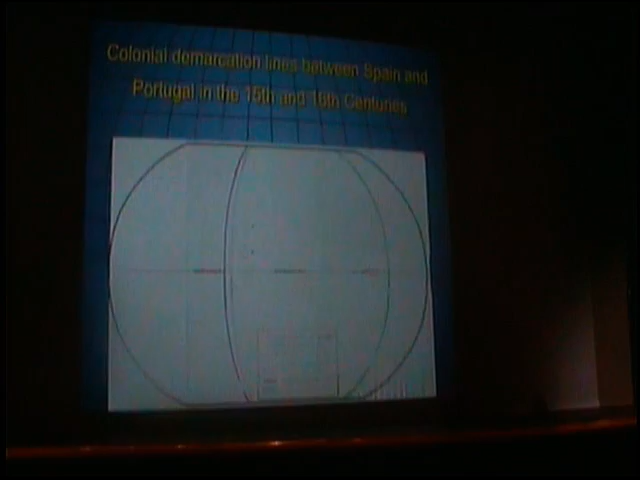 Colonial demarcation lines between Spain and
Portugal in the 15th and 16th Centuries